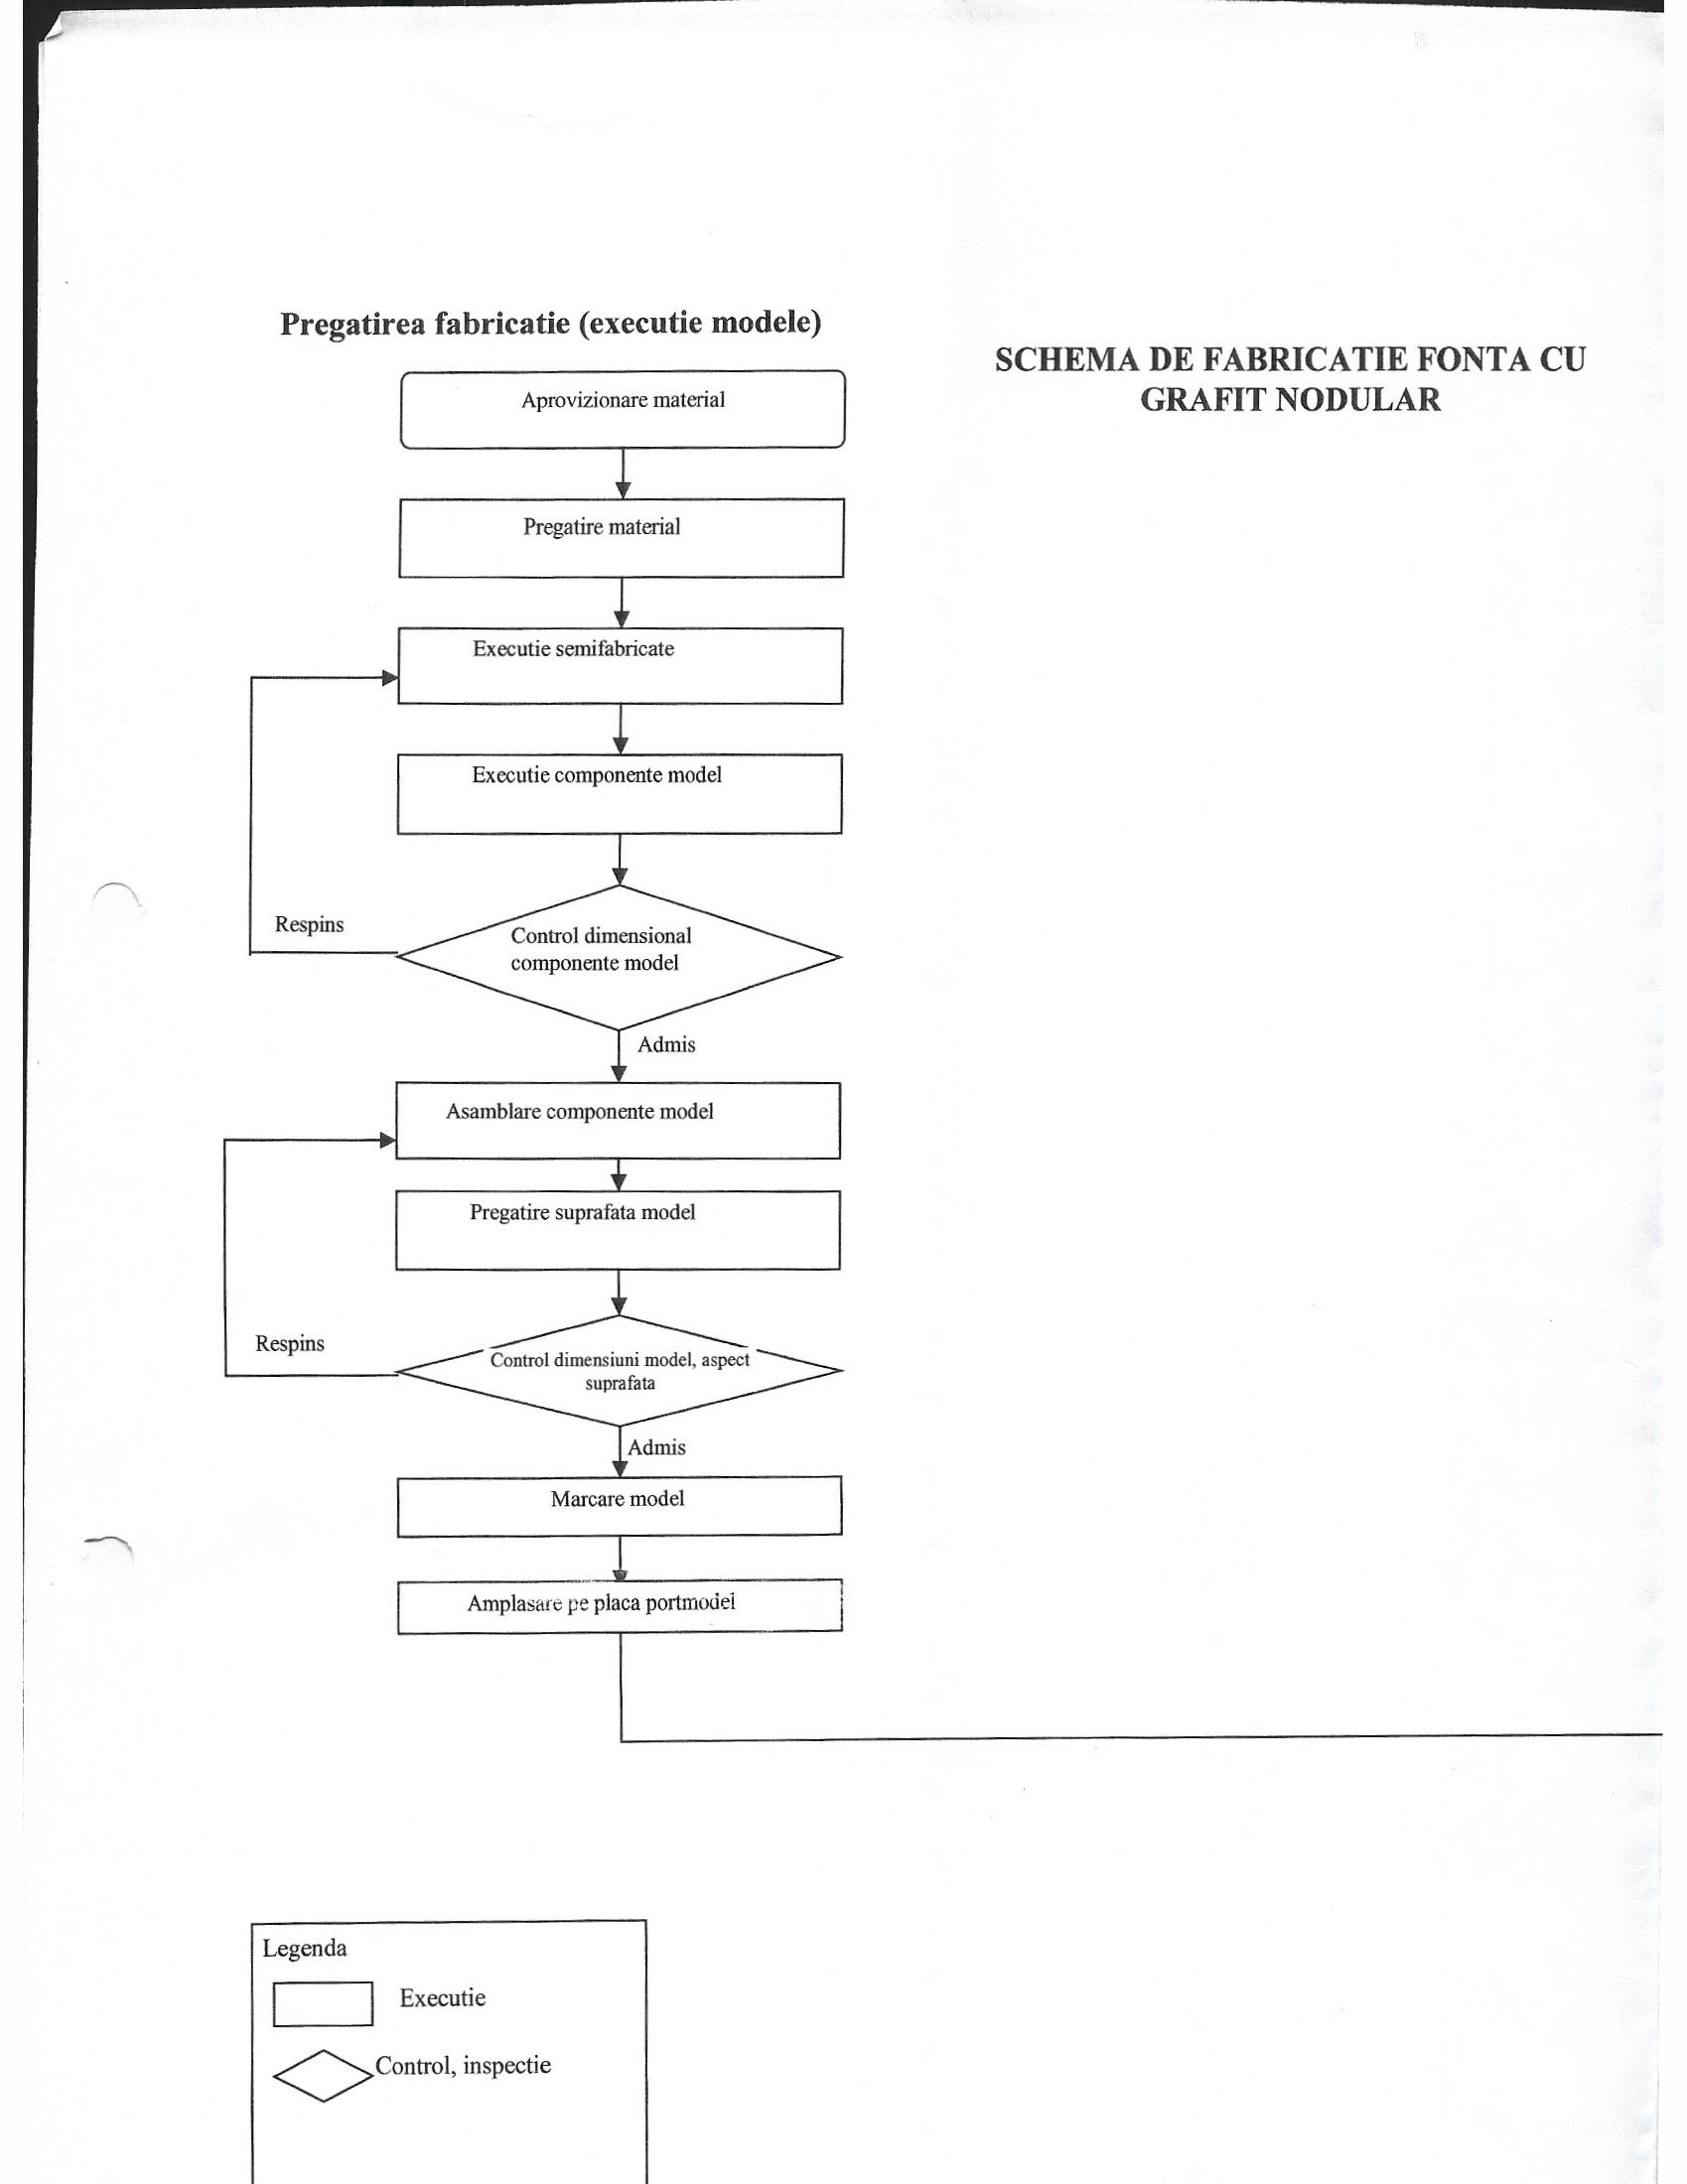 Pregatirea fabricatie (executie modele)
SCHEMA DE FABRICATIE FONTA CU
GRAFIT NODULAR
Aprovizionare material
Pregatire material
Executie semifabricate
Executie componente model
Respins
Control dimensional
componente model
Admis
Asamblare componente model
Pregatire suprafata model
Respins
Control dimensiuni model, aspect
suprafata
Admis
Marcare model
Amplasare pe placa portmodel
Legenda
Executie
Control, inspectie